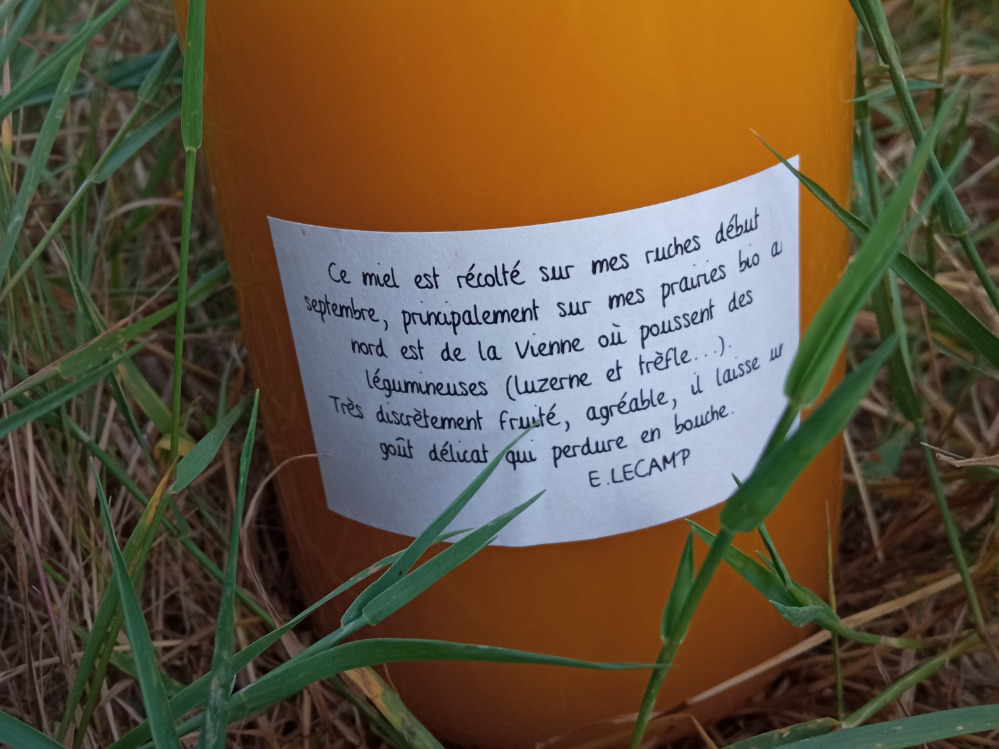 Ce miel est récolté sur mes ruches début
septembre, principalement sur mes prairies bio a
nord est de la Vienne où poussent des
légumineuses (luzerne et trèfle...).
Très discrètement fruité, agréable, il laisse un
goût délicat qui perdure en bouche.
E.LECAMP